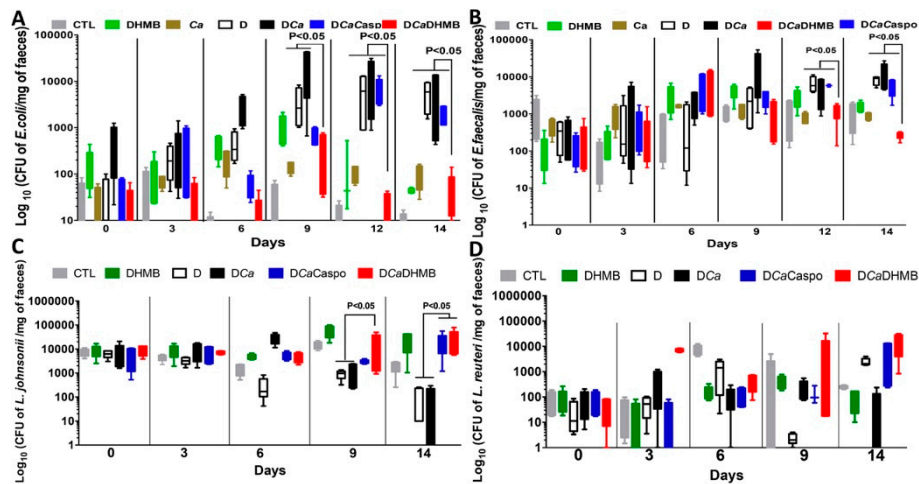 A
CTL DHMB Ca D DCa DCaCaspo DCaDHMB
P<0.05 P<0.05 P<0.05
Log 10 (CFU of E.coli/mg of faeces)
100000
10000
1000
100
10
0 3 6 9 12 14
Days
B
CTL DHMB Ca D DCa DCaDHMB DCaCaspo
P<0.05 P<0.05
Log 10 (CFU of E.faecalis/mg of faeces)
100000
10000
1000
100
10
1
0 3 6 9 12 14
Days
C
CTL DHMB D DCa DCaCaspo DCaDHMB
P<0.05 P<0.05
Log10 (CFU of L. johnsonii /mg of faeces)
1000000
100000
10000
1000
100
10
1
0 3 6 9 14
Days
D
CTL DHMB D DCa DCaCaspo DCaDHMB
Log10 (CFU of L. reuteri /mg of faeces)
1000000
100000
10000
1000
100
10
1
0 3 6 9 14
Days